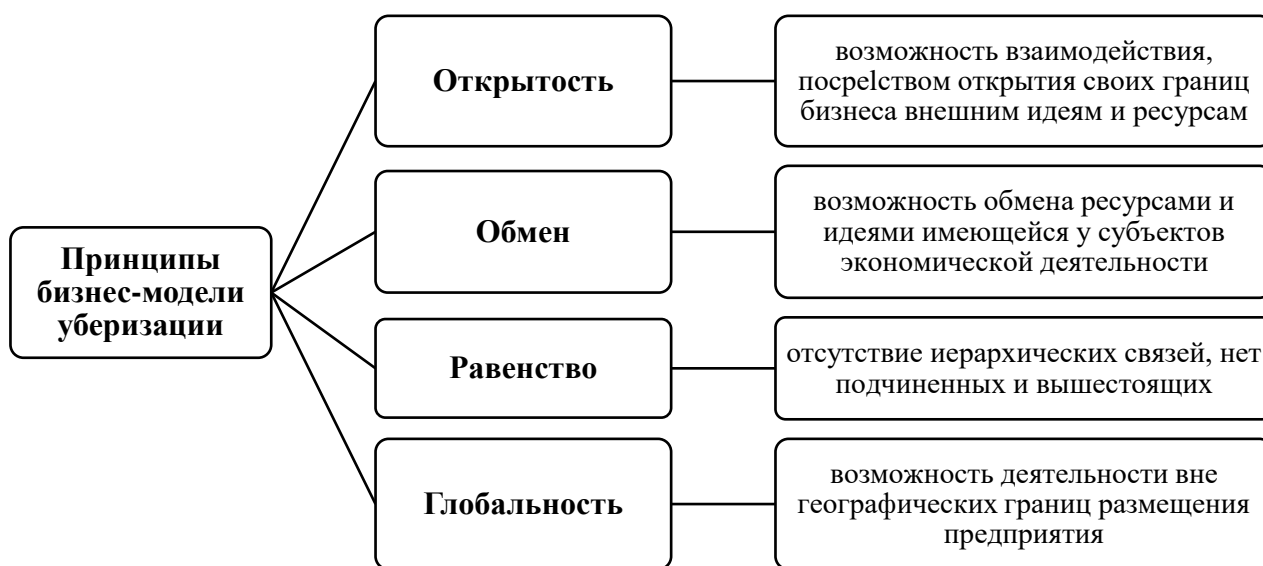 Принципы
бизнес-модели
уберизации
Открытость
возможность взаимодействия,
посреlством открытия своих границ
бизнеса внешним идеям и ресурсам
Обмен
возможность обмена ресурсами и
идеями имеющейся у субъектов
экономической деятельности
Равенство
отсутствие иерархических связей, нет
подчиненных и вышестоящих
Глобальность
возможность деятельности вне
географических границ размещения
предприятия